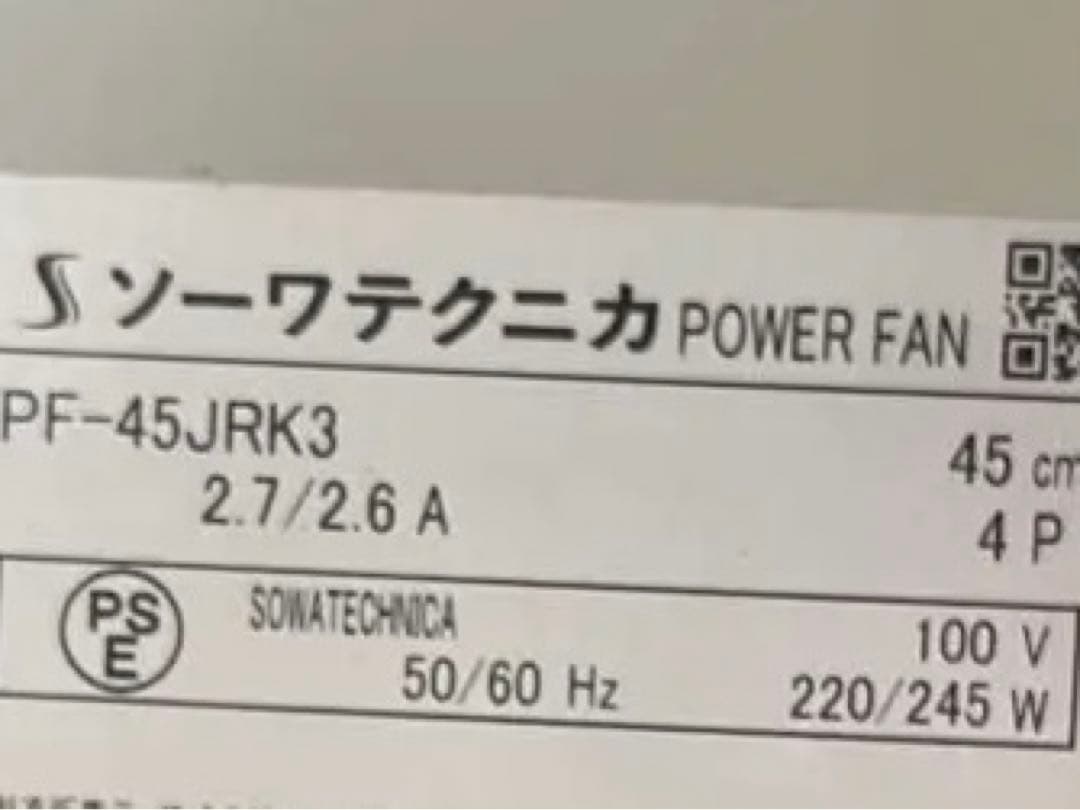 ソーワテクニカ POWER FAN
PF-45JRK3 45 cm
2.7/2.6 A 4 P
PSE SOWATECHNICA 100 V
50/60 Hz 220/245 W